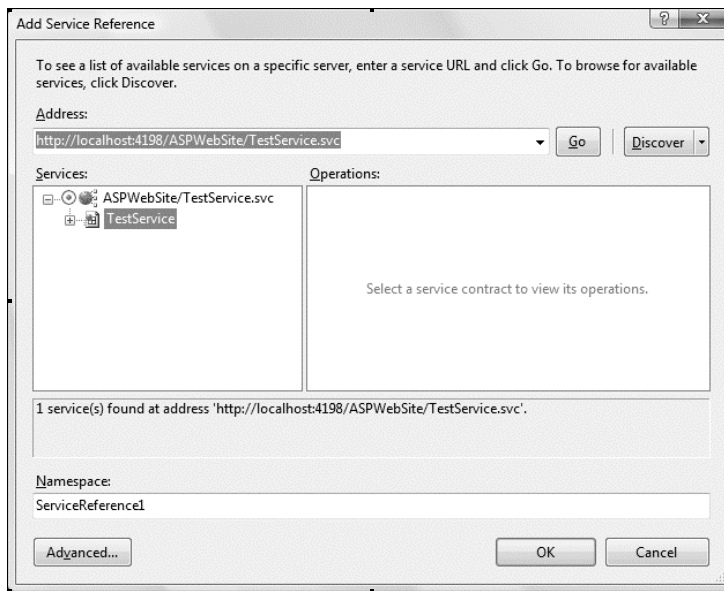 Add Service Reference
?
X
To see a list of available services on a specific server, enter a service URL and click Go. To browse for available
services, click Discover.
Address:
http://localhost:4198/ASPWebSite/TestService.svc
Go
Discover
Services:
Operations:
ASPWebSite/TestService.svc
TestService
Select a service contract to view its operations.
1 service(s) found at address 'http://localhost:4198/ASPWebSite/TestService.svc'.
Namespace:
ServiceReference1
Advanced...
OK
Cancel